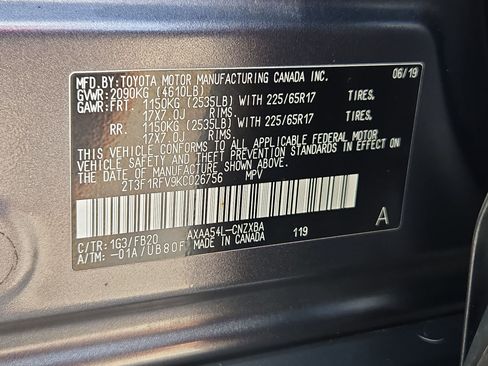 MFD.BY:TOYOTA MOTOR MANUFACTURING CANADA INC. 06/19
GVWR:2090KG (4610LB)
GAWR:FRT. 1150KG (2535LB) WITH 225/65R17 TIRES,
17X7.0J RIMS.
RR. 1150KG (2535LB) WITH 225/65R17 TIRES,
17X7.0J RIMS.
THIS VEHICLE CONFORMS TO ALL APPLICABLE FEDERAL MOTOR
VEHICLE SAFETY AND THEFT PREVENTION STANDARDS IN EFFECT ON
THE DATE OF MANUFACTURE SHOWN ABOVE.
2T3F1RFV9KC026756 MPV
C/TR:1G3/FB20 AXAA54L-CNZXBA A
A/TM:-01A/UB80F MADE IN CANADA 119